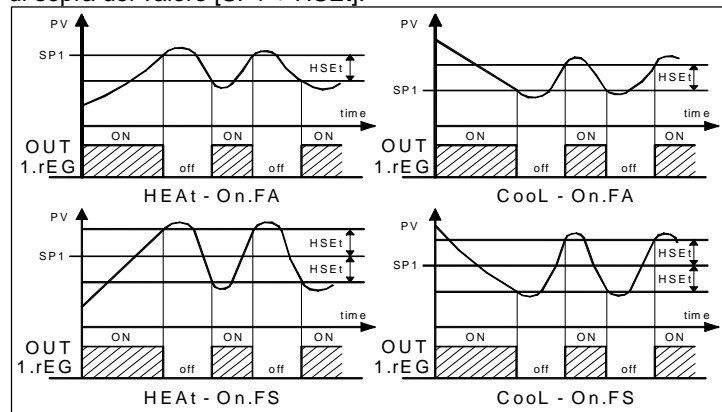 di sopra del valore [SP1 + HSEt].
PV
SP1
HSEt
time
OUT
1.rEG
ON
off
ON
off
ON
HEAt - On.FA
PV
SP1
HSEt
time
OUT
1.rEG
ON
off
ON
off
ON
CooL - On.FA
PV
SP1
HSEt
HSEt
time
OUT
1.rEG
ON
off
ON
off
ON
HEAt - On.FS
PV
SP1
HSEt
HSEt
time
OUT
1.rEG
ON
off
ON
off
ON
CooL - On.FS